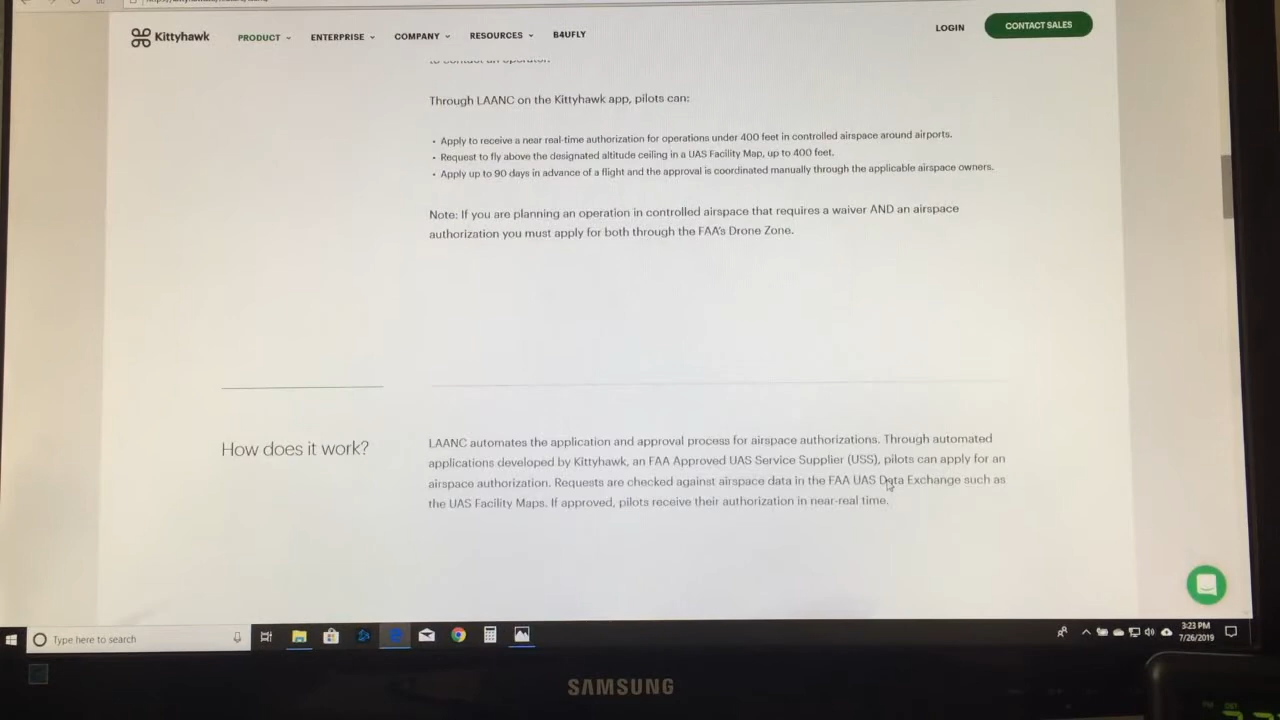 Kittyhawk
PRODUCT
ENTERPRISE
COMPANY
RESOURCES
B4UFLY
LOGIN
CONTACT SALES
Through LAANC on the Kittyhawk app, pilots can:
• Apply to receive a near real-time authorization for operations under 400 feet in controlled airspace around airports.
• Request to fly above the designated altitude ceiling in a UAS Facility Map, up to 400 feet.
• Apply up to 90 days in advance of a flight and the approval is coordinated manually through the applicable airspace owners.
Note: If you are planning an operation in controlled airspace that requires a waiver AND an airspace
authorization you must apply for both through the FAA's Drone Zone.
How does it work?
LAANC automates the application and approval process for airspace authorizations. Through automated
applications developed by Kittyhawk, an FAA Approved UAS Service Supplier (USS), pilots can apply for an
airspace authorization. Requests are checked against airspace data in the FAA UAS Data Exchange such as
the UAS Facility Maps. If approved, pilots receive their authorization in near-real time.
Type here to search
3:23 PM
7/26/2019
SAMSUNG
PM